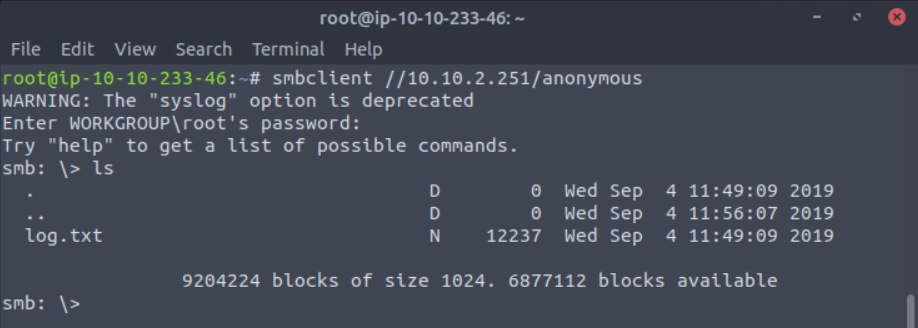 root@ip-10-10-233-46: ~
File Edit View Search Terminal Help
root@ip-10-10-233-46:~# smbclient //10.10.2.251/anonymous
WARNING: The "syslog" option is deprecated
Enter WORKGROUP\root's password:
Try "help" to get a list of possible commands.
smb: \> ls
  .                                   D        0  Wed Sep  4 11:49:09 2019
  ..                                  D        0  Wed Sep  4 11:56:07 2019
  log.txt                             N    12237  Wed Sep  4 11:49:09 2019
9204224 blocks of size 1024. 6877112 blocks available
smb: \>